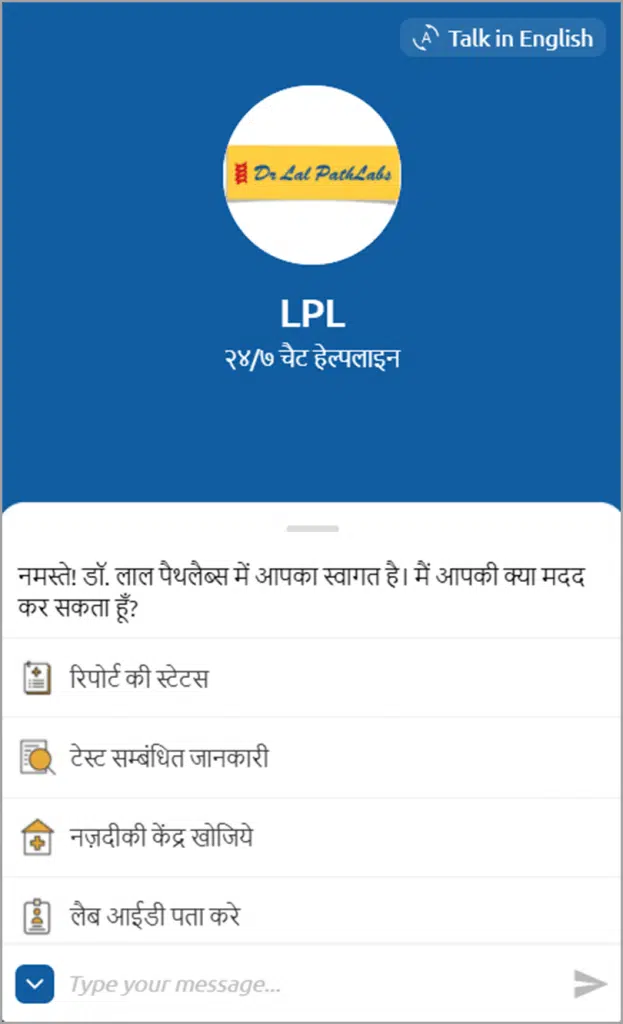 Talk in English
Dr Lal PathLabs
LPL
२४/७ चैट हेल्पलाइन
नमस्ते! डॉ. लाल पैथलैब्स में आपका स्वागत है। मैं आपकी क्या मदद
कर सकता हूँ?
रिपोर्ट की स्टेटस
टेस्ट सम्बंधित जानकारी
नज़दीकी केंद्र खोजिये
लैब आईडी पता करे
Type your message...